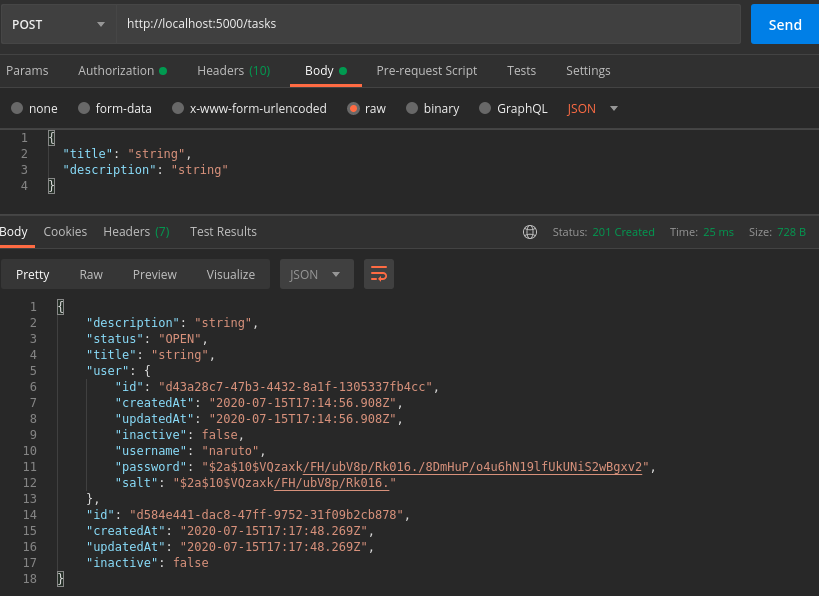 POST http://localhost:5000/tasks Send
Params Authorization Headers (10) Body Pre-request Script Tests Settings
none form-data x-www-form-urlencoded raw binary GraphQL JSON
1 {
2 "title": "string",
3 "description": "string"
4 }
Body Cookies Headers (7) Test Results Status: 201 Created Time: 25 ms Size: 728 B
Pretty Raw Preview Visualize JSON
1 {
2 "description": "string",
3 "status": "OPEN",
4 "title": "string",
5 "user": {
6 "id": "d43a28c7-47b3-4432-8a1f-1305337fb4cc",
7 "createdAt": "2020-07-15T17:14:56.908Z",
8 "updatedAt": "2020-07-15T17:14:56.908Z",
9 "inactive": false,
10 "username": "naruto",
11 "password": "$2a$10$VQzaxk/FH/ubV8p/Rk016./8DmHuP/o4u6hN19lfUkUNiS2wBgxv2",
12 "salt": "$2a$10$VQzaxk/FH/ubV8p/Rk016."
13 },
14 "id": "d584e441-dac8-47ff-9752-31f09b2cb878",
15 "createdAt": "2020-07-15T17:17:48.269Z",
16 "updatedAt": "2020-07-15T17:17:48.269Z",
17 "inactive": false
18 }